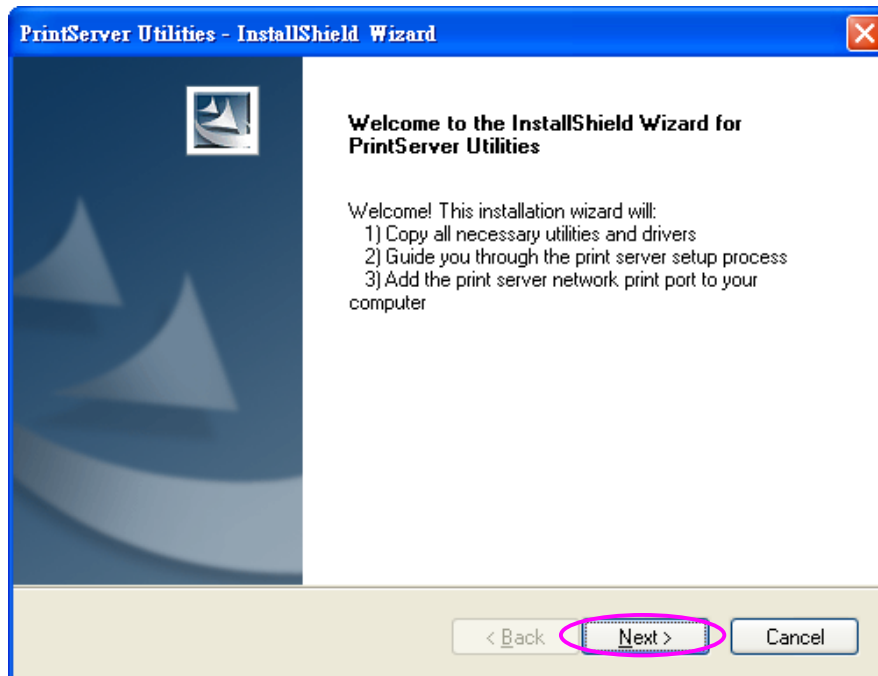 PrintServer Utilities - InstallShield Wizard
Welcome to the InstallShield Wizard for
PrintServer Utilities
Welcome! This installation wizard will:
1) Copy all necessary utilities and drivers
2) Guide you through the print server setup process
3) Add the print server network print port to your
computer
< Back
Next >
Cancel